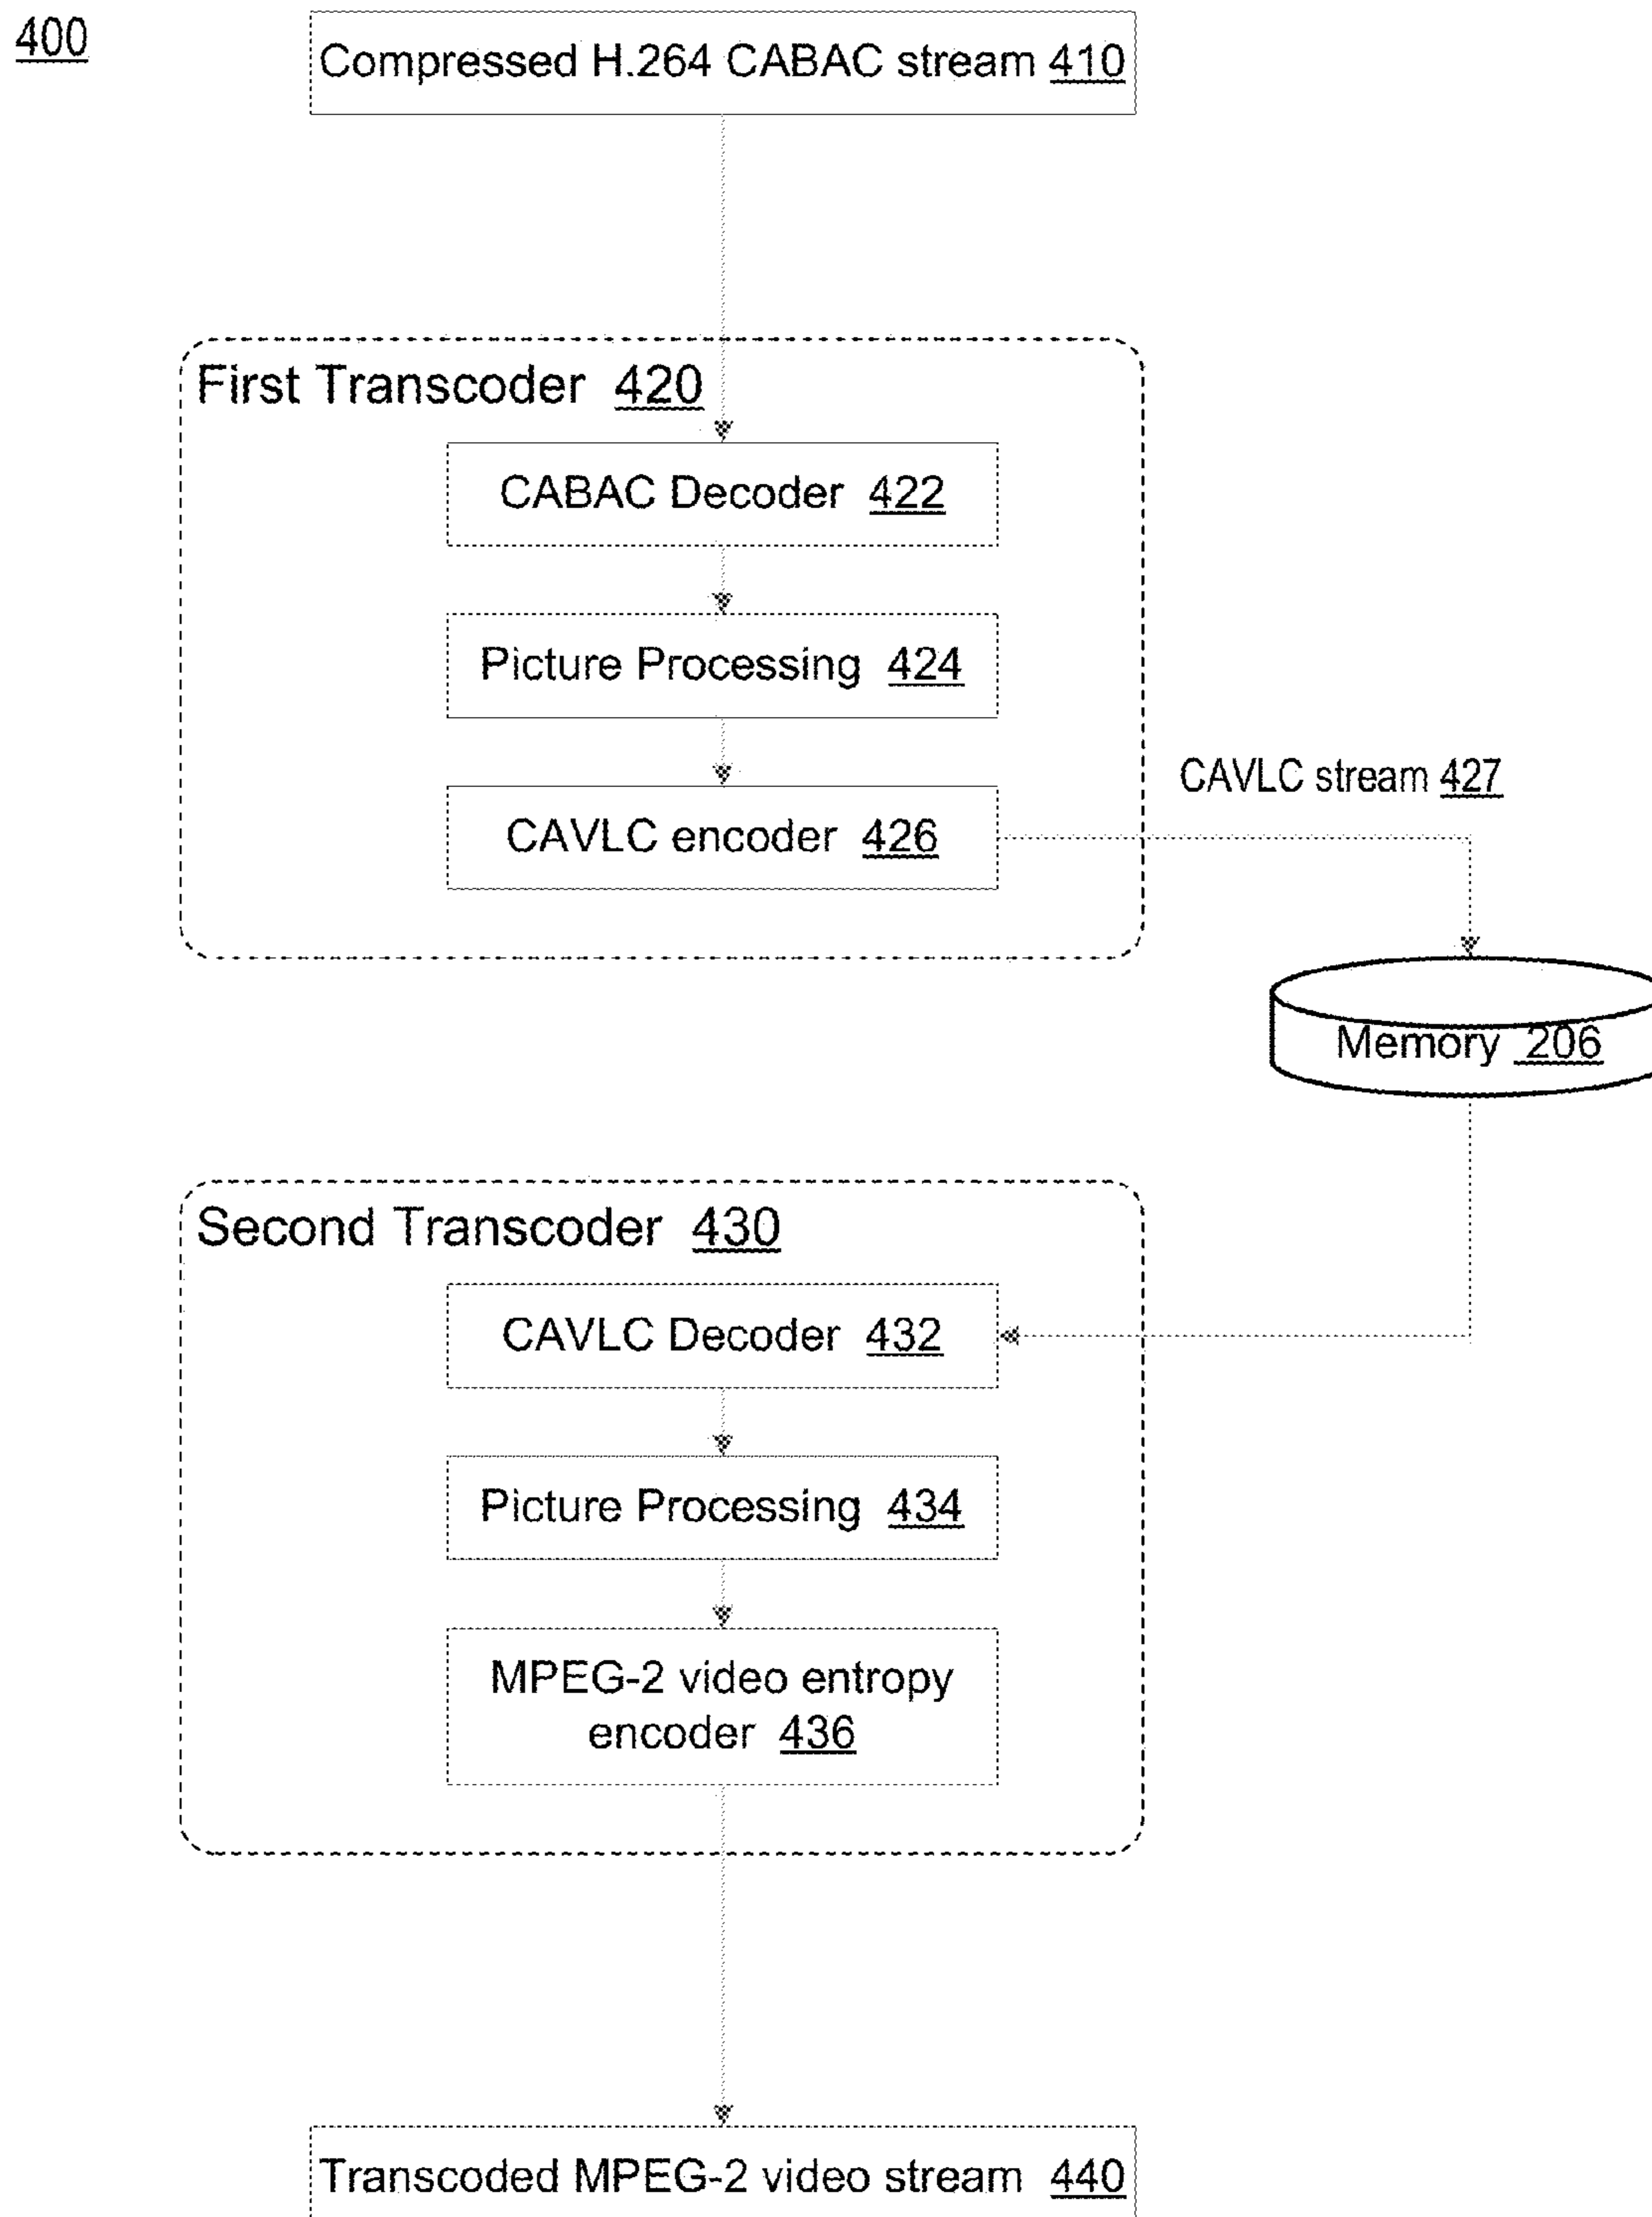 400
Compressed H.264 CABAC stream 410
First Transcoder 420
CABAC Decoder 422
Picture Processing 424
CAVLC encoder 426
CAVLC stream 427
Memory 206
Second Transcoder 430
CAVLC Decoder 432
Picture Processing 434
MPEG-2 video entropy
encoder 436
Transcoded MPEG-2 video stream 440